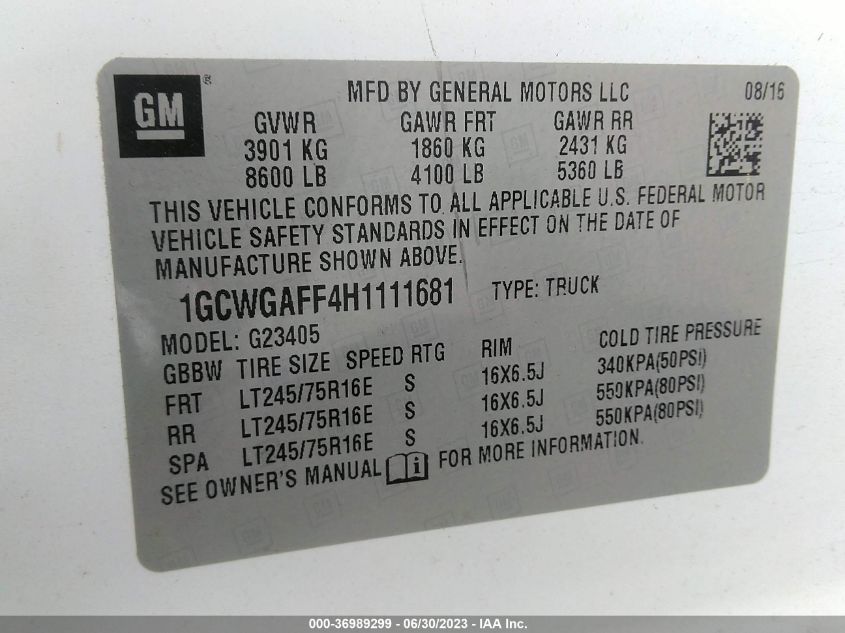 GM ®
MFD BY GENERAL MOTORS LLC 08/16
GVWR GAWR FRT GAWR RR
3901 KG 1860 KG 2431 KG
8600 LB 4100 LB 5360 LB
THIS VEHICLE CONFORMS TO ALL APPLICABLE U.S. FEDERAL MOTOR
VEHICLE SAFETY STANDARDS IN EFFECT ON THE DATE OF
MANUFACTURE SHOWN ABOVE.
1GCWGAFF4H1111681 TYPE: TRUCK
MODEL: G23405
GBBW TIRE SIZE SPEED RTG RIM COLD TIRE PRESSURE
FRT LT245/75R16E S 16X6.5J 340KPA(50PSI)
RR LT245/75R16E S 16X6.5J 550KPA(80PSI)
SPA LT245/75R16E S 16X6.5J 550KPA(80PSI)
SEE OWNER'S MANUAL i FOR MORE INFORMATION.
000-36989299 - 06/30/2023 - IAA Inc.